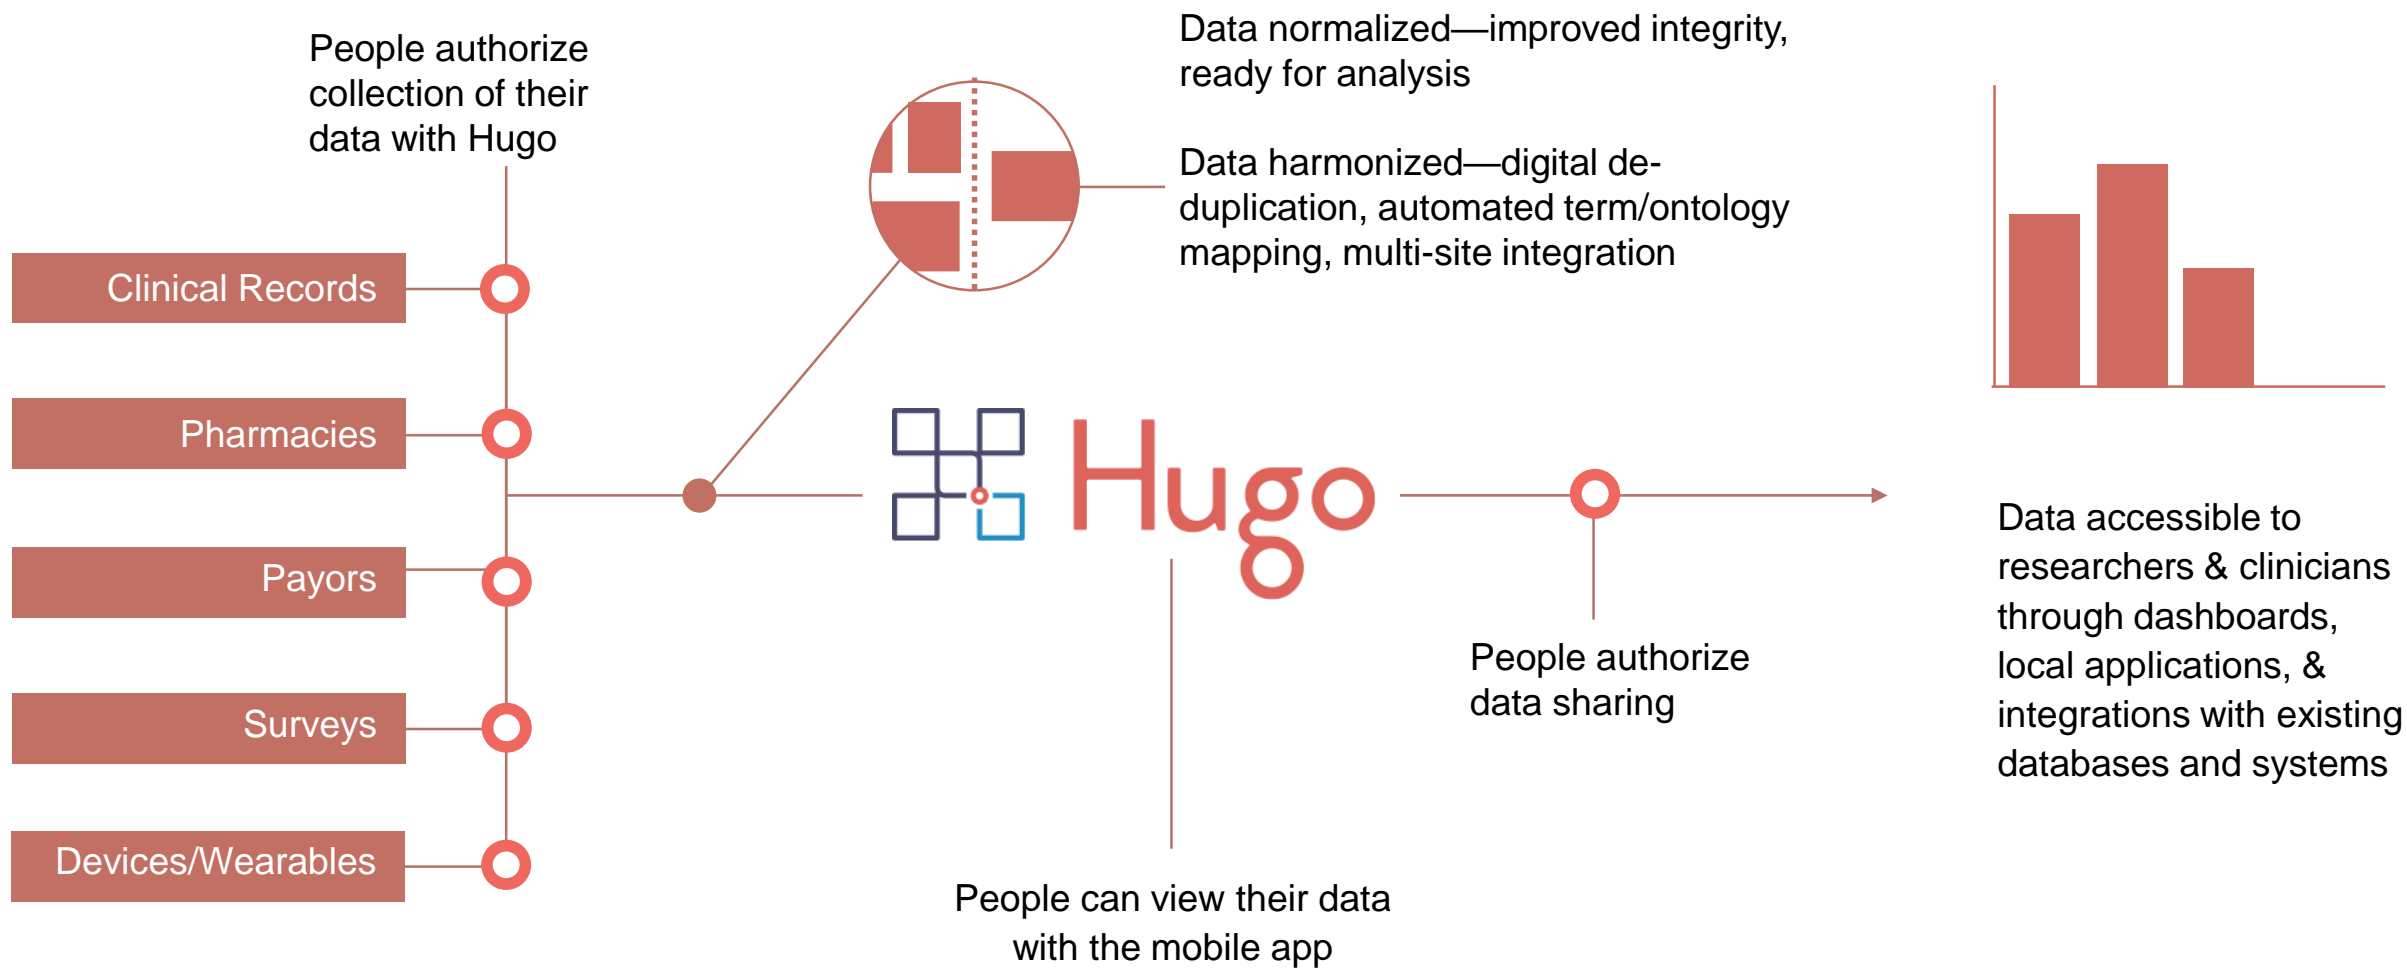 People authorize
collection of their
data with Hugo
Clinical Records
Pharmacies
Payors
Surveys
Devices/Wearables
Data normalized—improved integrity,
ready for analysis
Data harmonized—digital de-
duplication, automated term/ontology
mapping, multi-site integration
Hugo
People can view their data
with the mobile app
People authorize
data sharing
Data accessible to
researchers & clinicians
through dashboards,
local applications, &
integrations with existing
databases and systems